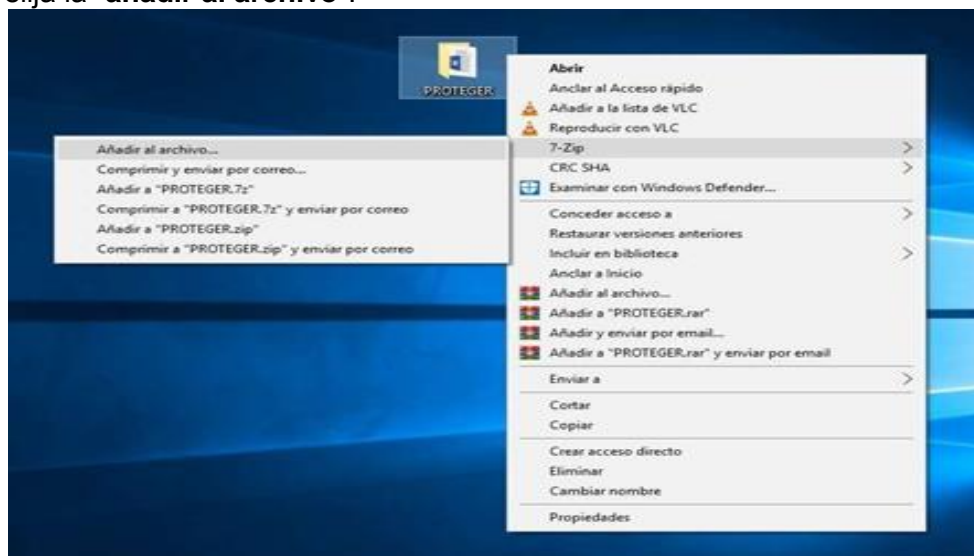 elija la "añadir al archivo".
PROTEGER
Abrir
Anclar al Acceso rápido
Añadir a la lista de VLC
Reproducir con VLC
7-Zip
CRC SHA
Examinar con Windows Defender...
Conceder acceso a
Restaurar versiones anteriores
Incluir en biblioteca
Anclar a Inicio
Añadir al archivo...
Añadir a "PROTEGER.rar"
Añadir y enviar por email...
Añadir a "PROTEGER.rar" y enviar por email
Enviar a
Cortar
Copiar
Crear acceso directo
Eliminar
Cambiar nombre
Propiedades
Añadir al archivo...
Comprimir y enviar por correo...
Añadir a "PROTEGER.7z"
Comprimir a "PROTEGER.7z" y enviar por correo
Añadir a "PROTEGER.zip"
Comprimir a "PROTEGER.zip" y enviar por correo